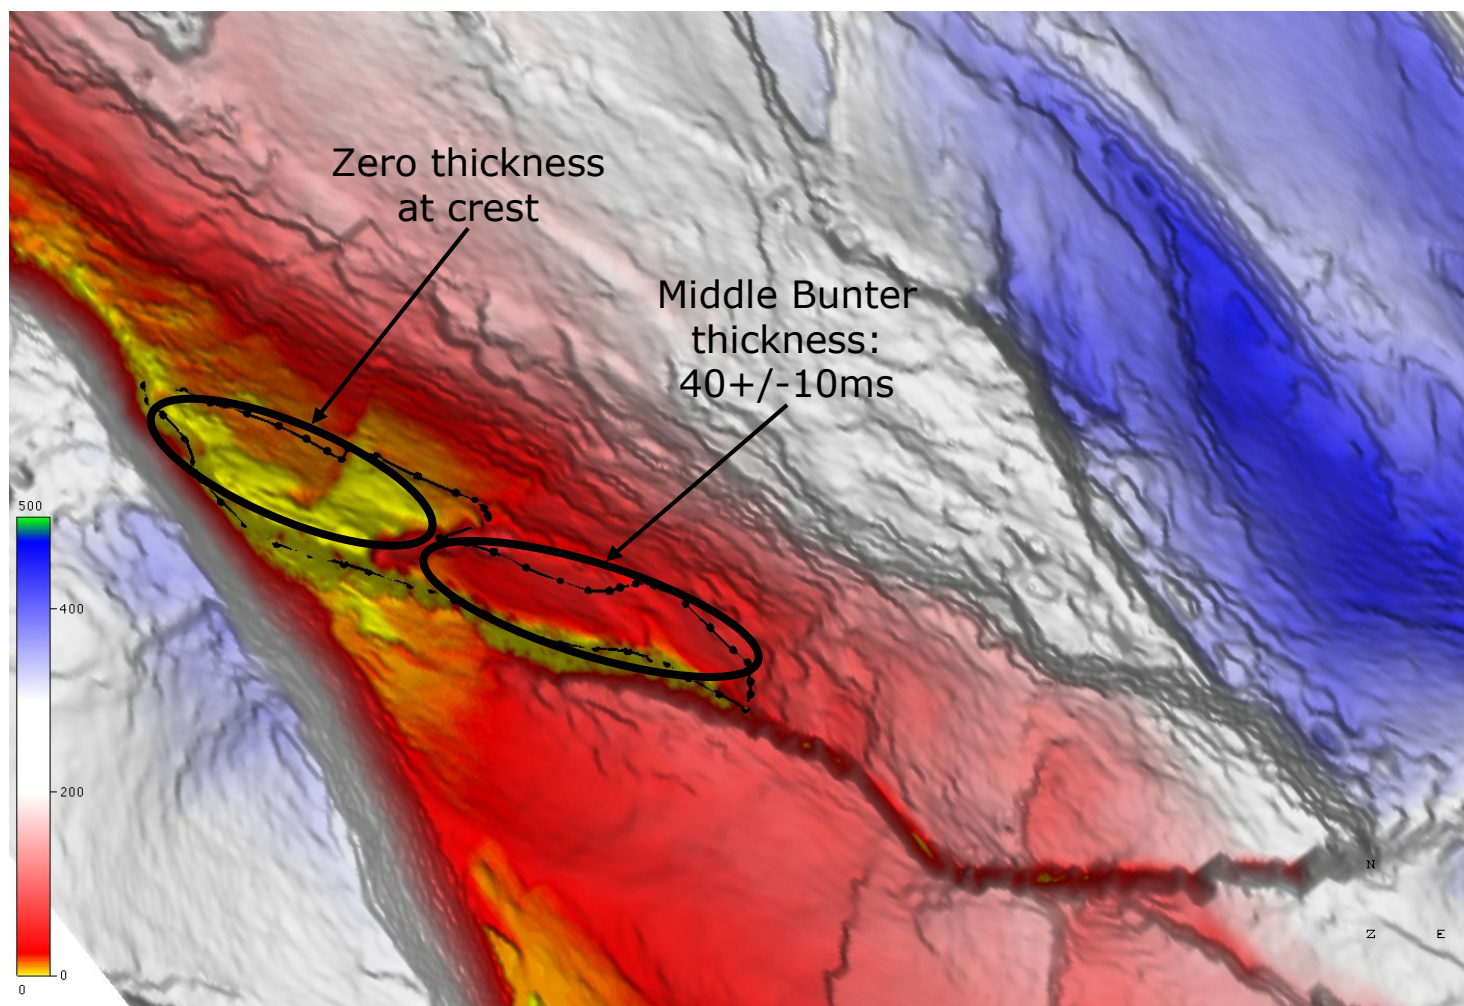 Zero thickness
at crest
Middle Bunter
thickness:
40+/-10ms
500
400
200
0
0
N
Z E